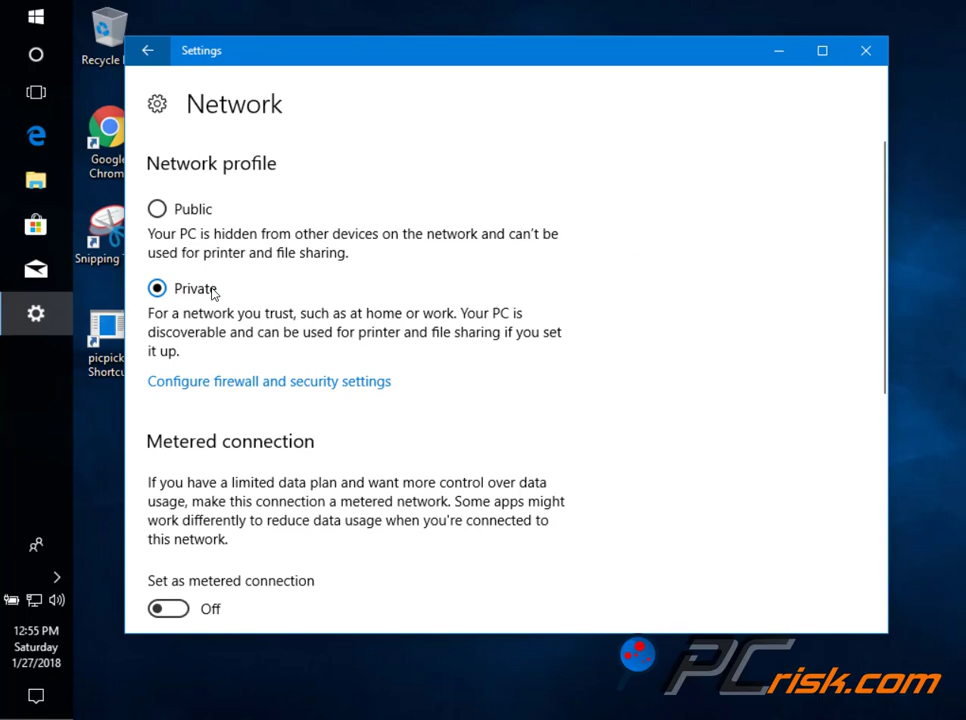 Recycle
Google
Chrom
Snipping T
picpick
Shortcu
12:55 PM
Saturday
1/27/2018
Settings
Network
Network profile
Public
Your PC is hidden from other devices on the network and can't be
used for printer and file sharing.
Private
For a network you trust, such as at home or work. Your PC is
discoverable and can be used for printer and file sharing if you set
it up.
Configure firewall and security settings
Metered connection
If you have a limited data plan and want more control over data
usage, make this connection a metered network. Some apps might
work differently to reduce data usage when you're connected to
this network.
Set as metered connection
Off
PCrisk.com